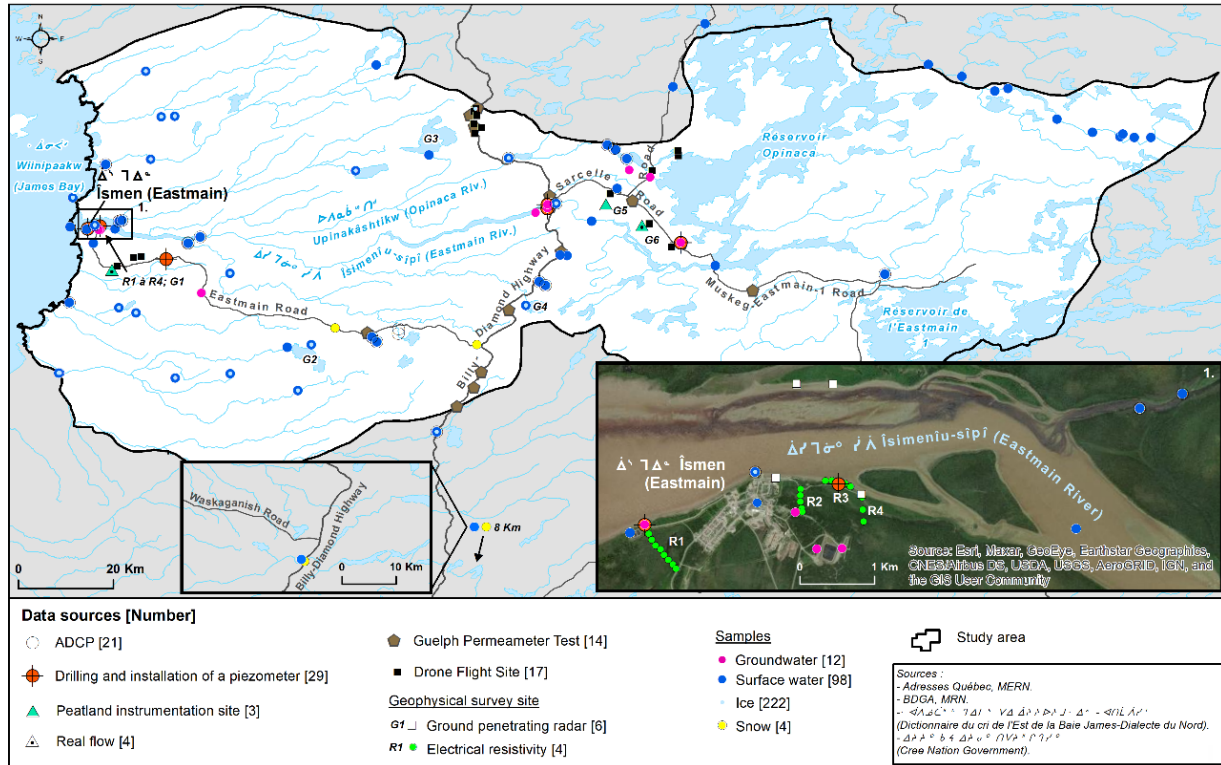 N
W E
S
ᐐᓂᐹᒄ
Wiinipaakw
(James Bay)
Îsmen (Eastmain)
1.
R1 à R4; G1
G3
Upinakâshtikw (Opinaca Riv.)
Îsimenîu-sîpî (Eastmain Riv.)
Eastmain Road
G2
G4
G5
G6
Sarcelle Road
Road
Billy-Diamond Highway
Muskeg-Eastmain-1 Road
Réservoir
Opinaca
Réservoir de
l'Eastmain
1
0 20 Km
Waskaganish Road
Billy-Diamond Highway
0 10 Km
8 Km
1.
Îsmen
(Eastmain)
Îsimenîu-sîpî (Eastmain River)
R1
R2
R3
R4
0 1 Km
Source: Esri, Maxar, GeoEye, Earthstar Geographics,
CNES/Airbus DS, USDA, USGS, AeroGRID, IGN, and
the GIS User Community
Data sources [Number]
ADCP [21]
Drilling and installation of a piezometer [29]
Peatland instrumentation site [3]
Real flow [4]
Guelph Permeameter Test [14]
Drone Flight Site [17]
Geophysical survey site
G1 Ground penetrating radar [6]
R1 Electrical resistivity [4]
Samples
Groundwater [12]
Surface water [98]
Ice [222]
Snow [4]
Study area
Sources :
- Adresses Québec, MERN.
- BDGA, MRN.
(Dictionnaire du cri de l'Est de la Baie James-Dialecte du Nord).
(Cree Nation Government).